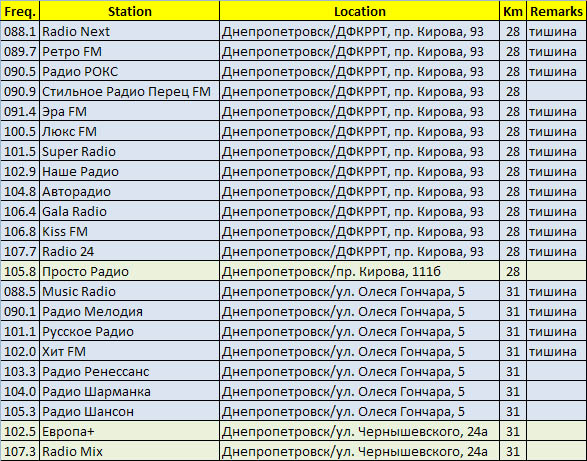 Freq. Station Location Km Remarks
088.1 Radio Next Днепропетровск/ДФКРРТ, пр. Кирова, 93 28 тишина
089.7 Ретро FM Днепропетровск/ДФКРРТ, пр. Кирова, 93 28 тишина
090.5 Радио РОКС Днепропетровск/ДФКРРТ, пр. Кирова, 93 28 тишина
090.9 Стильное Радио Перец FM Днепропетровск/ДФКРРТ, пр. Кирова, 93 28
091.4 Эра FM Днепропетровск/ДФКРРТ, пр. Кирова, 93 28 тишина
100.5 Люкс FM Днепропетровск/ДФКРРТ, пр. Кирова, 93 28 тишина
101.5 Super Radio Днепропетровск/ДФКРРТ, пр. Кирова, 93 28 тишина
102.9 Наше Радио Днепропетровск/ДФКРРТ, пр. Кирова, 93 28 тишина
104.8 Авторадио Днепропетровск/ДФКРРТ, пр. Кирова, 93 28 тишина
106.4 Gala Radio Днепропетровск/ДФКРРТ, пр. Кирова, 93 28 тишина
106.8 Kiss FM Днепропетровск/ДФКРРТ, пр. Кирова, 93 28 тишина
107.7 Radio 24 Днепропетровск/ДФКРРТ, пр. Кирова, 93 28 тишина
105.8 Просто Радио Днепропетровск/пр. Кирова, 111б 28
088.5 Music Radio Днепропетровск/ул. Олеся Гончара, 5 31 тишина
090.1 Радио Мелодия Днепропетровск/ул. Олеся Гончара, 5 31 тишина
101.1 Русское Радио Днепропетровск/ул. Олеся Гончара, 5 31 тишина
102.0 Хит FM Днепропетровск/ул. Олеся Гончара, 5 31 тишина
103.3 Радио Ренессанс Днепропетровск/ул. Олеся Гончара, 5 31
104.0 Радио Шарманка Днепропетровск/ул. Олеся Гончара, 5 31
105.3 Радио Шансон Днепропетровск/ул. Олеся Гончара, 5 31
102.5 Европа+ Днепропетровск/ул. Чернышевского, 24а 31
107.3 Radio Mix Днепропетровск/ул. Чернышевского, 24а 31